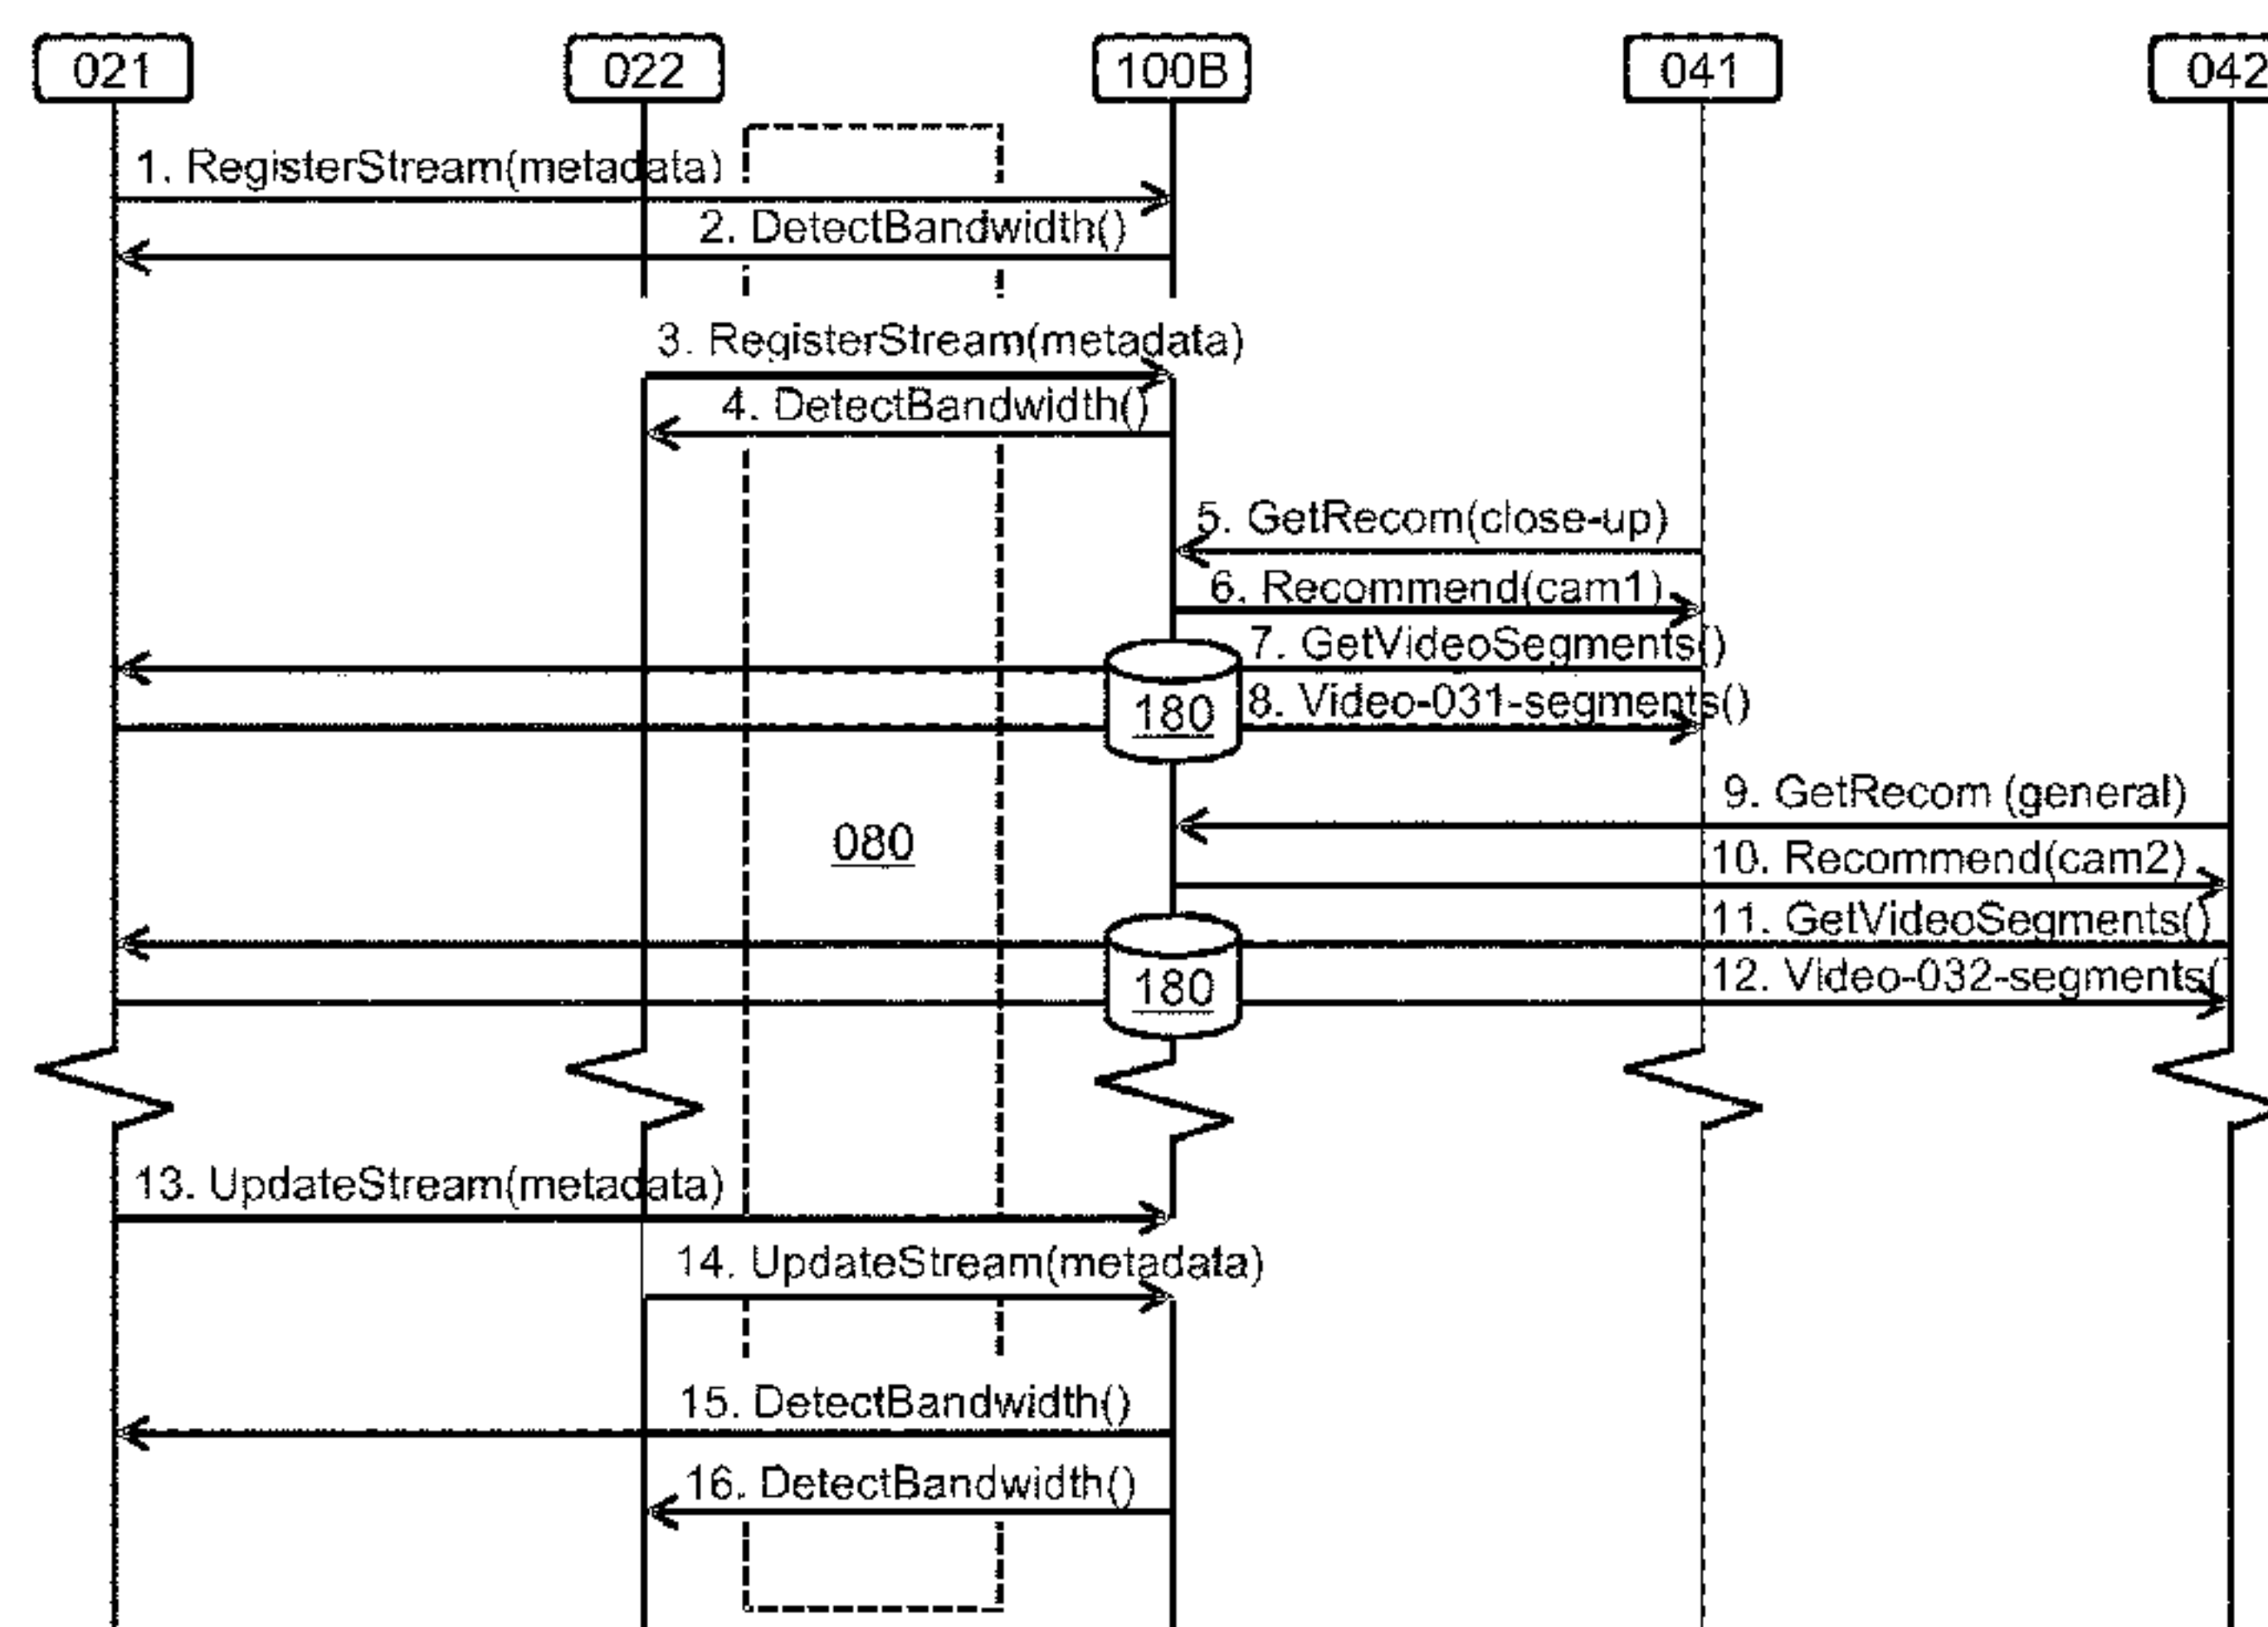 021
022
100B
041
042
1. RegisterStream(metadata)
2. DetectBandwidth()
3. RegisterStream(metadata)
4. DetectBandwidth()
5. GetRecom(close-up)
6. Recommend(cam1)
7. GetVideoSegments()
180
8. Video-031-segments()
9. GetRecom (general)
080
10. Recommend(cam2)
11. GetVideoSegments()
180
12. Video-032-segments(
13. UpdateStream(metadata)
14. UpdateStream(metadata)
15. DetectBandwidth()
16. DetectBandwidth()